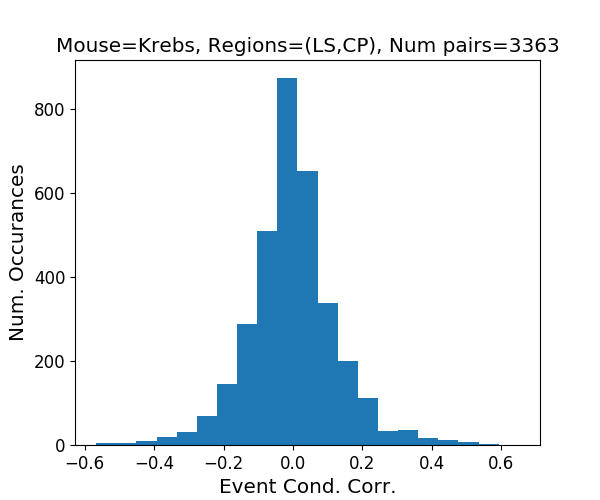 Mouse=Krebs, Regions=(LS,CP), Num pairs=3363
Num. Occurances
800
600
400
200
0
−0.6 −0.4 −0.2 0.0 0.2 0.4 0.6
Event Cond. Corr.